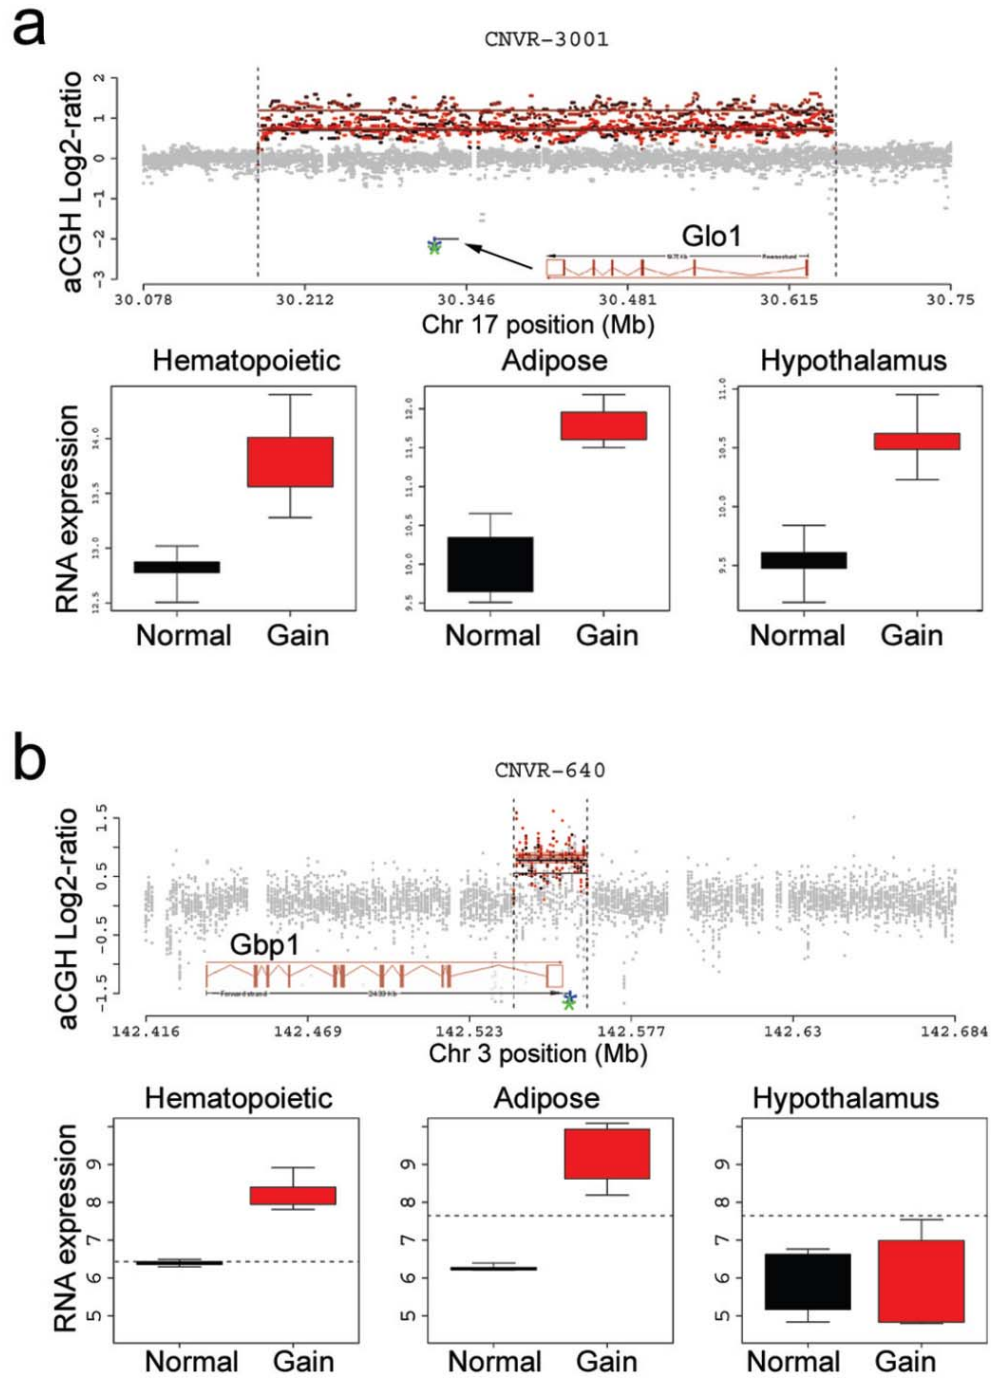 a
CNVR-3001
aCGH Log2-ratio
2
1
0
-1
-2
-3
Glo1
30.078 30.212 30.346 30.481 30.615 30.75
Chr 17 position (Mb)
Hematopoietic Adipose Hypothalamus
RNA expression
14.0
13.5
13.0
12.5
12.0
11.5
11.0
10.5
10.0
9.5
11.0
10.5
10.0
9.5
Normal Gain Normal Gain Normal Gain
b
CNVR-640
aCGH Log2-ratio
1.5
0.5
-0.5
-1.5
Gbp1
Forward strand
142.416 142.469 142.523 142.577 142.63 142.684
Chr 3 position (Mb)
Hematopoietic Adipose Hypothalamus
RNA expression
9
8
7
6
5
9
8
7
6
5
9
8
7
6
5
Normal Gain Normal Gain Normal Gain